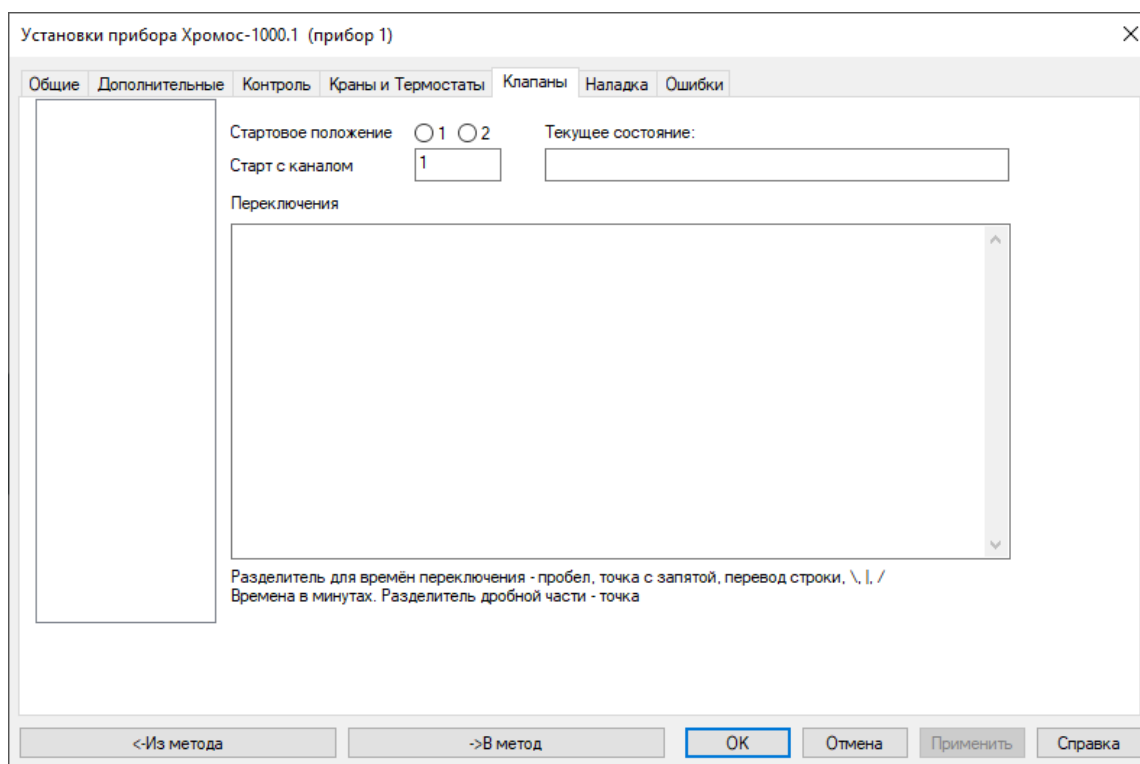 Установки прибора Хромос-1000.1 (прибор 1)
Общие Дополнительные Контроль Краны и Термостаты Клапаны Наладка Ошибки
Стартовое положение 1 2 Текущее состояние:
Старт с каналом 1
Переключения
Разделитель для времён переключения - пробел, точка с запятой, перевод строки, \, |, /
Времена в минутах. Разделитель дробной части - точка
<-Из метода ->В метод OK Отмена Применить Справка